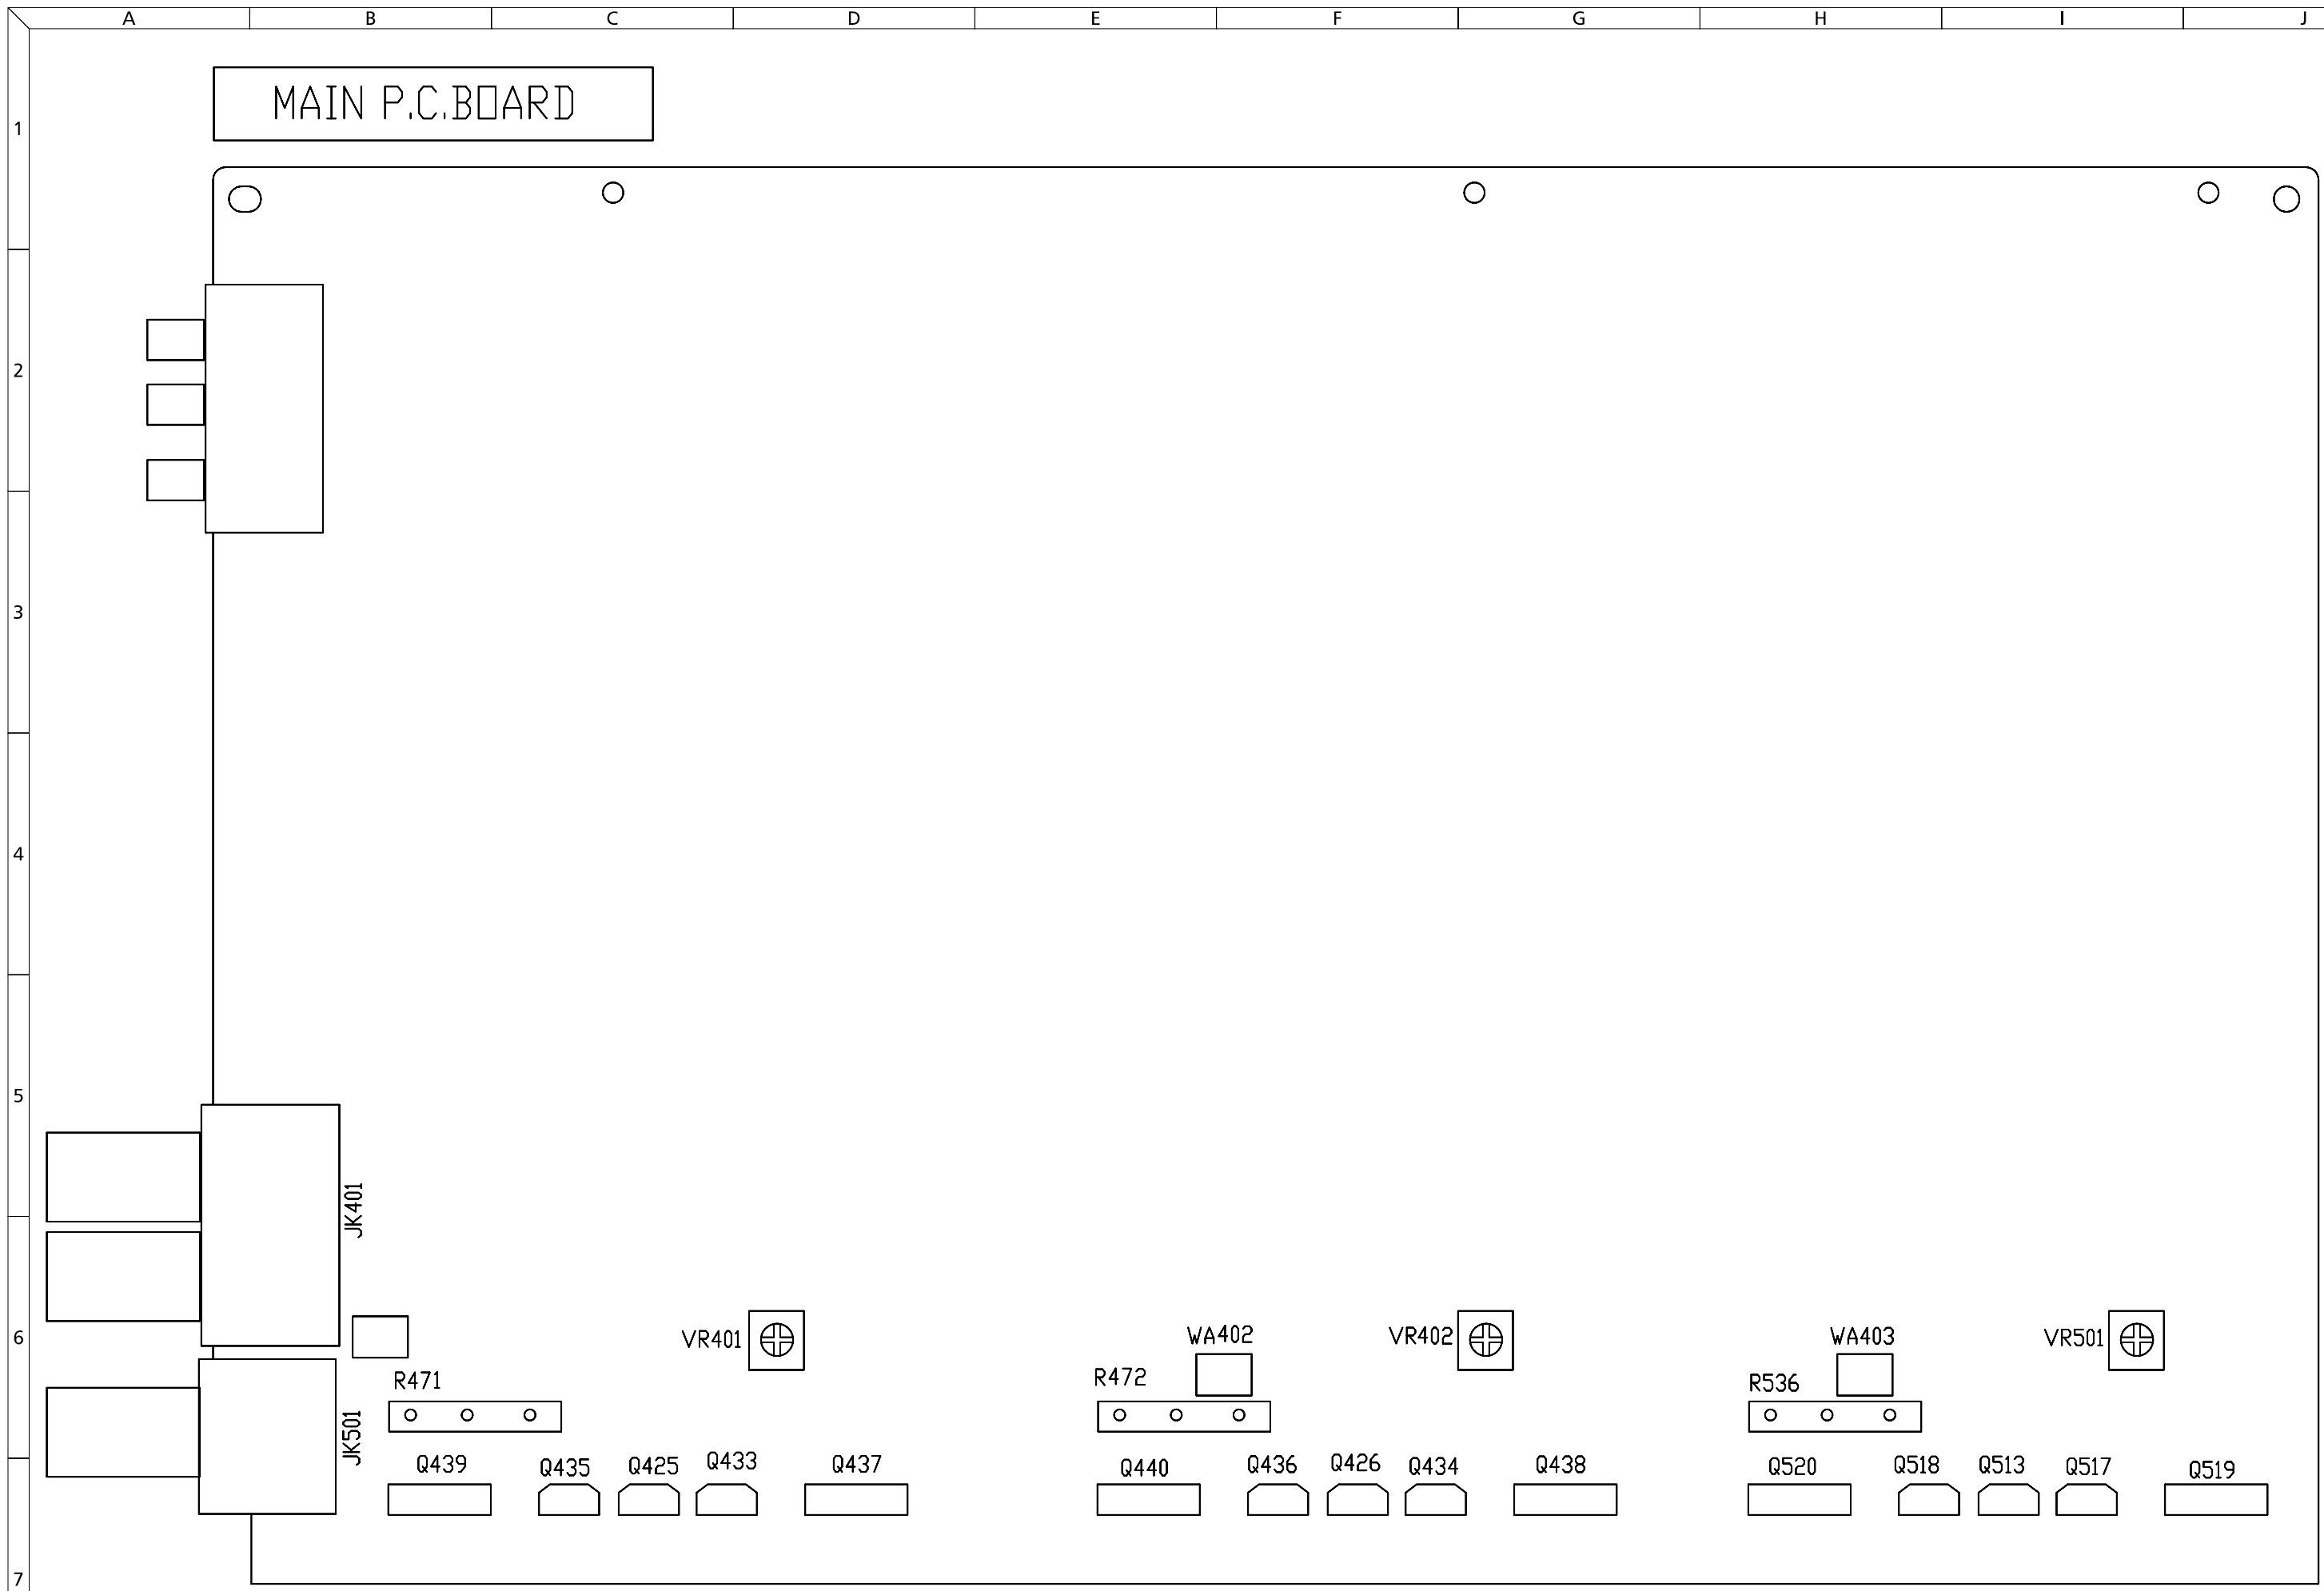 A B C D E F G H I J
1
MAIN P.C.BOARD
2
3
4
5
JK401
6
VR401 WA402 VR402 WA403 VR501
R471 R472 R536
JK501
Q439 Q435 Q425 Q433 Q437 Q440 Q436 Q426 Q434 Q438 Q520 Q518 Q513 Q517 Q519
7